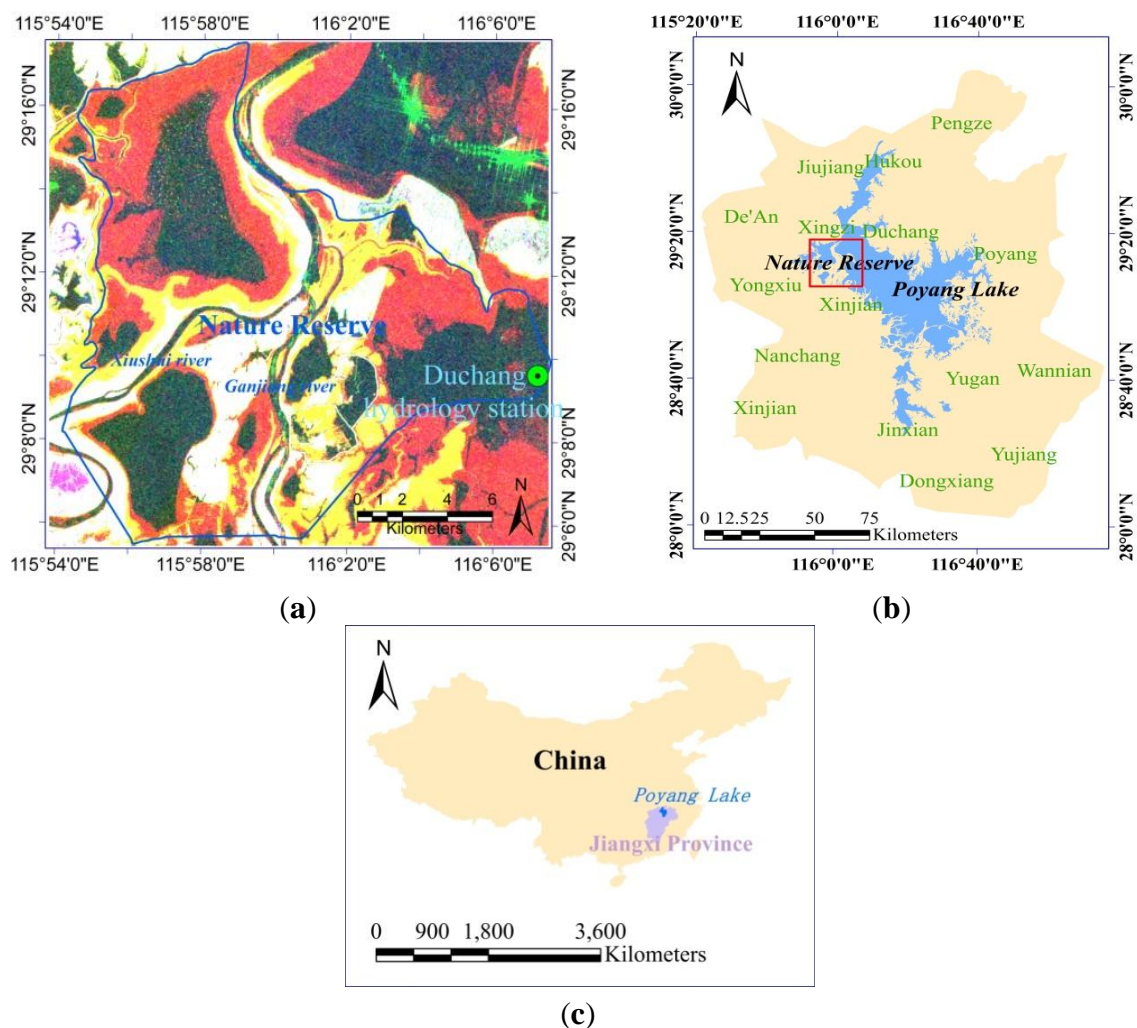 115°54'0"E 115°58'0"E 116°2'0"E 116°6'0"E
29°16'0"N
29°12'0"N
29°8'0"N
29°16'0"N
29°12'0"N
29°8'0"N
29°6'0"N
Nature Reserve
Xiushui river
Ganjiang river
Duchang
hydrology station
N
0 1 2 4 6
Kilometers
115°54'0"E 115°58'0"E 116°2'0"E 116°6'0"E
(a)
115°20'0"E 116°0'0"E 116°40'0"E
30°0'0"N
29°20'0"N
28°40'0"N
28°0'0"N
30°0'0"N
29°20'0"N
28°40'0"N
28°0'0"N
N
Pengze
Jiujiang Hukou
De'An
Xingzi Duchang
Nature Reserve
Poyang
Yongxiu
Poyang Lake
Xinjian
Nanchang
Yugan
Wannian
Xinjian
Jinxian
Yujiang
Dongxiang
0 12.5 25 50 75
Kilometers
116°0'0"E 116°40'0"E
(b)
N
China
Poyang Lake
Jiangxi Province
0 900 1,800 3,600
Kilometers
(c)